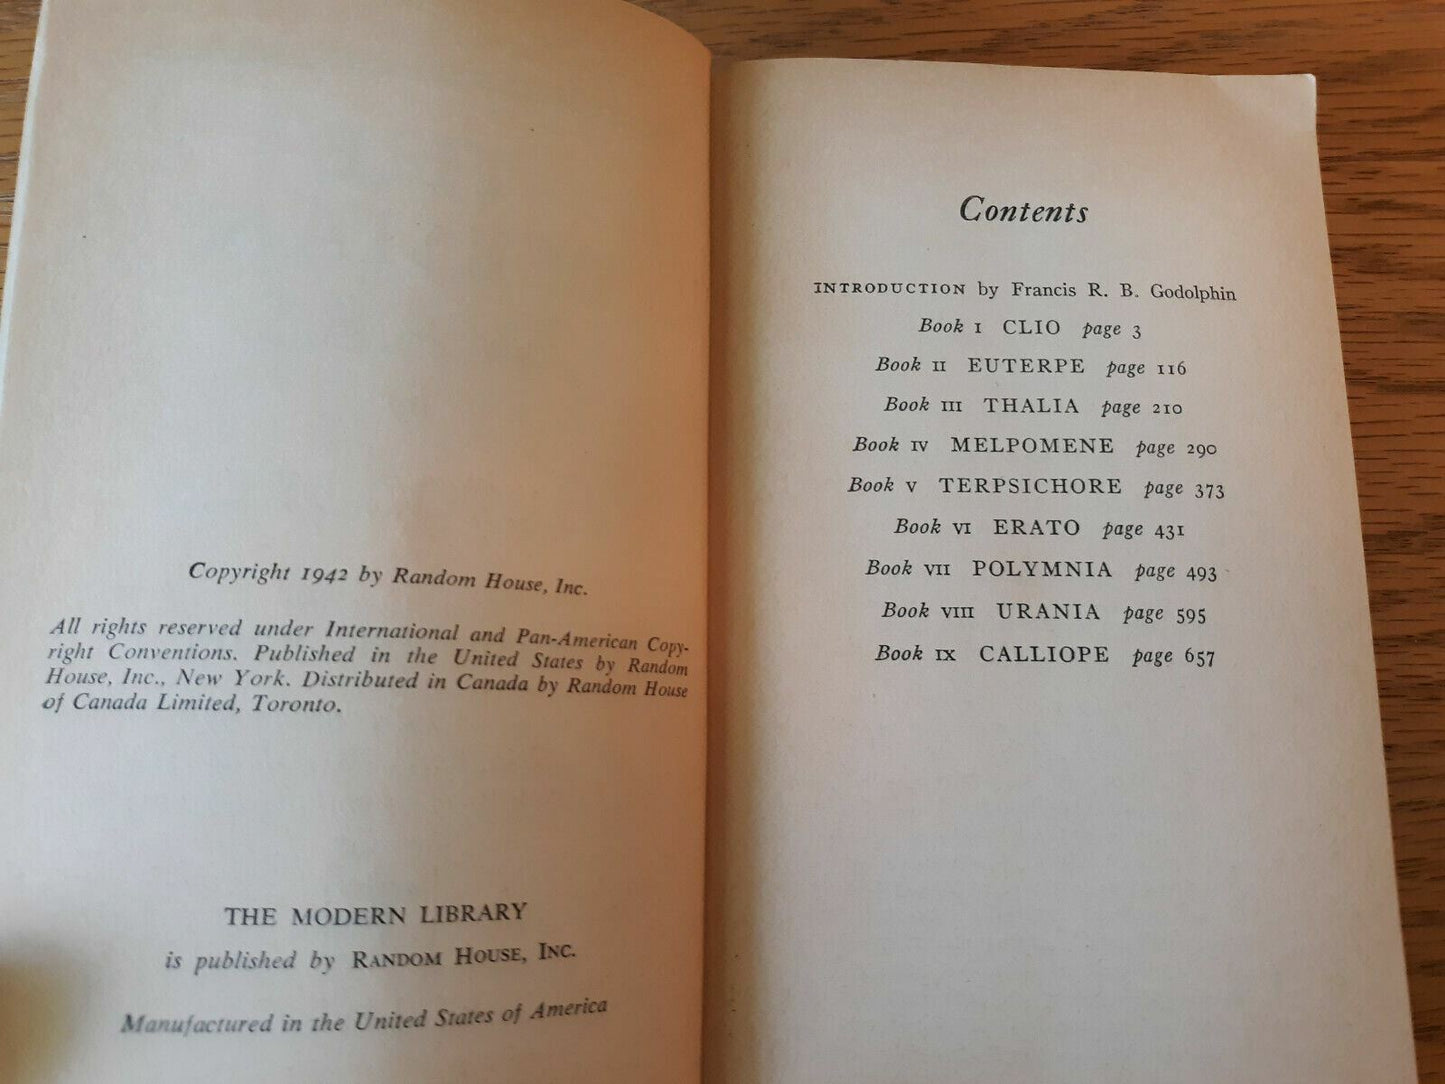 Copyright 1942 by Random House, Inc.
All rights reserved under International and Pan-American Copy-
right Conventions. Published in the United States by Random
House, Inc., New York. Distributed in Canada by Random House
of Canada Limited, Toronto.
THE MODERN LIBRARY
is published by RANDOM HOUSE, INC.
Manufactured in the United States of America
Contents
INTRODUCTION by Francis R. B. Godolphin
Book I CLIO page 3
Book II EUTERPE page 116
Book III THALIA page 210
Book IV MELPOMENE page 290
Book V TERPSICHORE page 373
Book VI ERATO page 431
Book VII POLYMNIA page 493
Book VIII URANIA page 595
Book IX CALLIOPE page 657